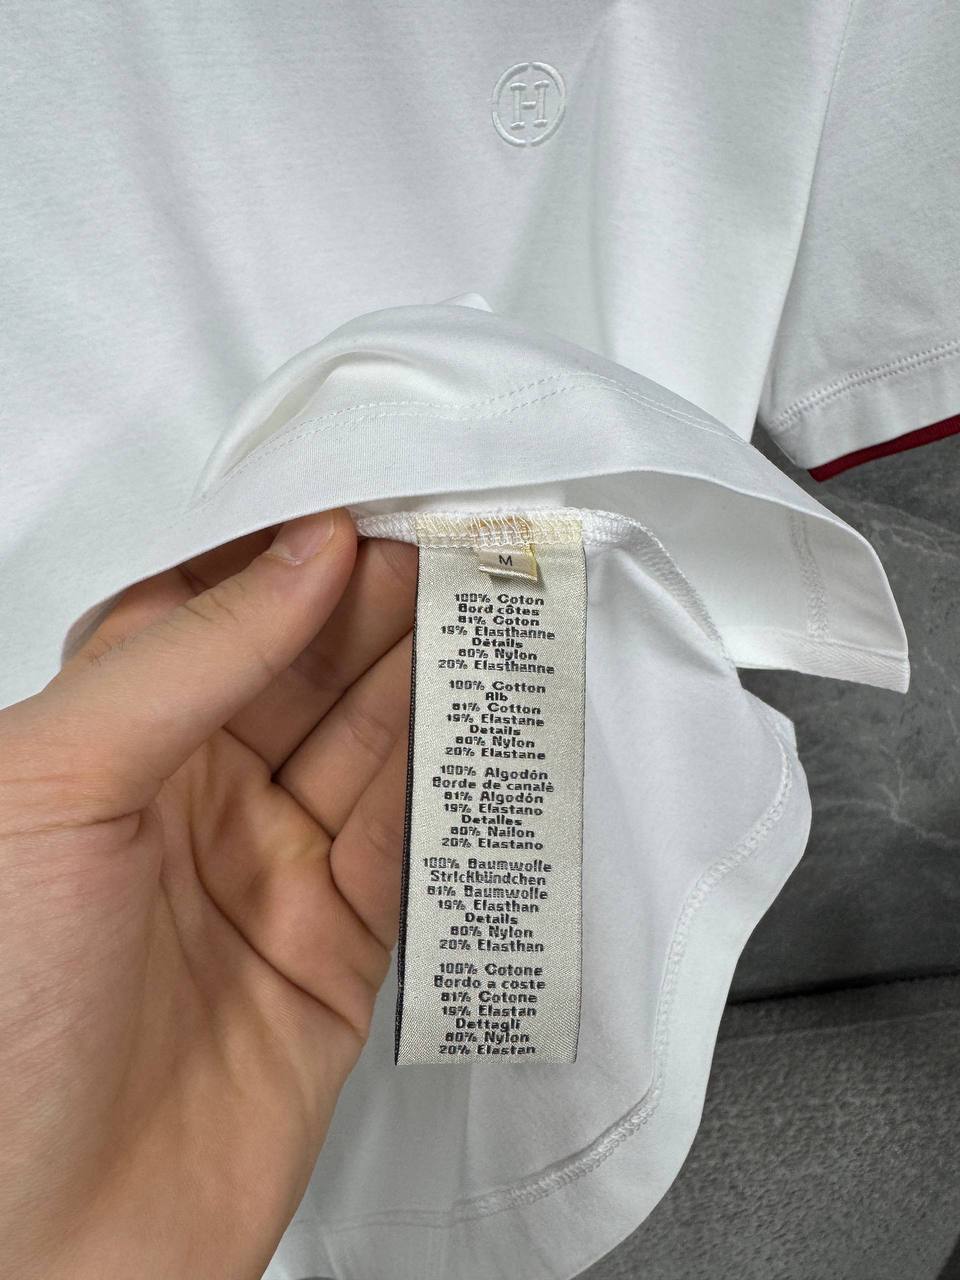 H
M
100% Coton
Bord côtes
81% Coton
19% Elasthanne
Détails
80% Nylon
20% Elasthanne
100% Cotton
Rib
81% Cotton
19% Elastane
Details
80% Nylon
20% Elastane
100% Algodón
Borde de canalè
81% Algodón
19% Elastano
Detalles
80% Nailon
20% Elastano
100% Baumwolle
Strickbündchen
81% Baumwolle
19% Elasthan
Details
80% Nylon
20% Elasthan
100% Cotone
Bordo a coste
81% Cotone
19% Elastan
Dettagli
80% Nylon
20% Elastan